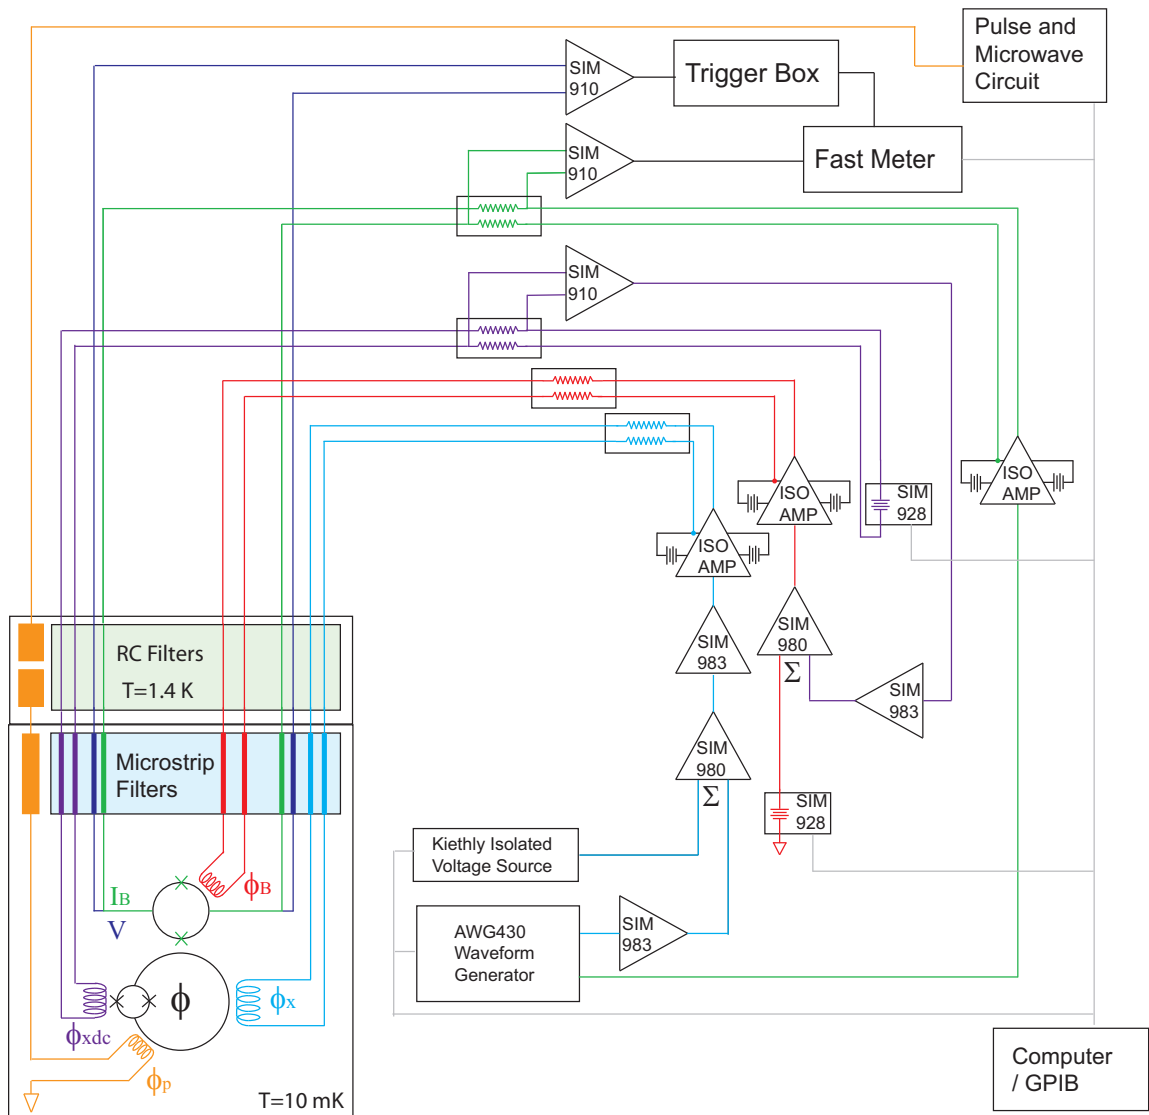 Pulse and
Microwave
Circuit
SIM
910
Trigger Box
SIM
910
Fast Meter
SIM
910
ISO
AMP
SIM
928
ISO
AMP
ISO
AMP
SIM
980
Σ
SIM
983
SIM
983
RC Filters
T=1.4 K
SIM
980
Σ
Microstrip
Filters
SIM
928
Kiethly Isolated
Voltage Source
AWG430
Waveform
Generator
SIM
983
IB
V
ϕB
ϕ
ϕx
ϕxdc
ϕp
T=10 mK
Computer
/ GPIB